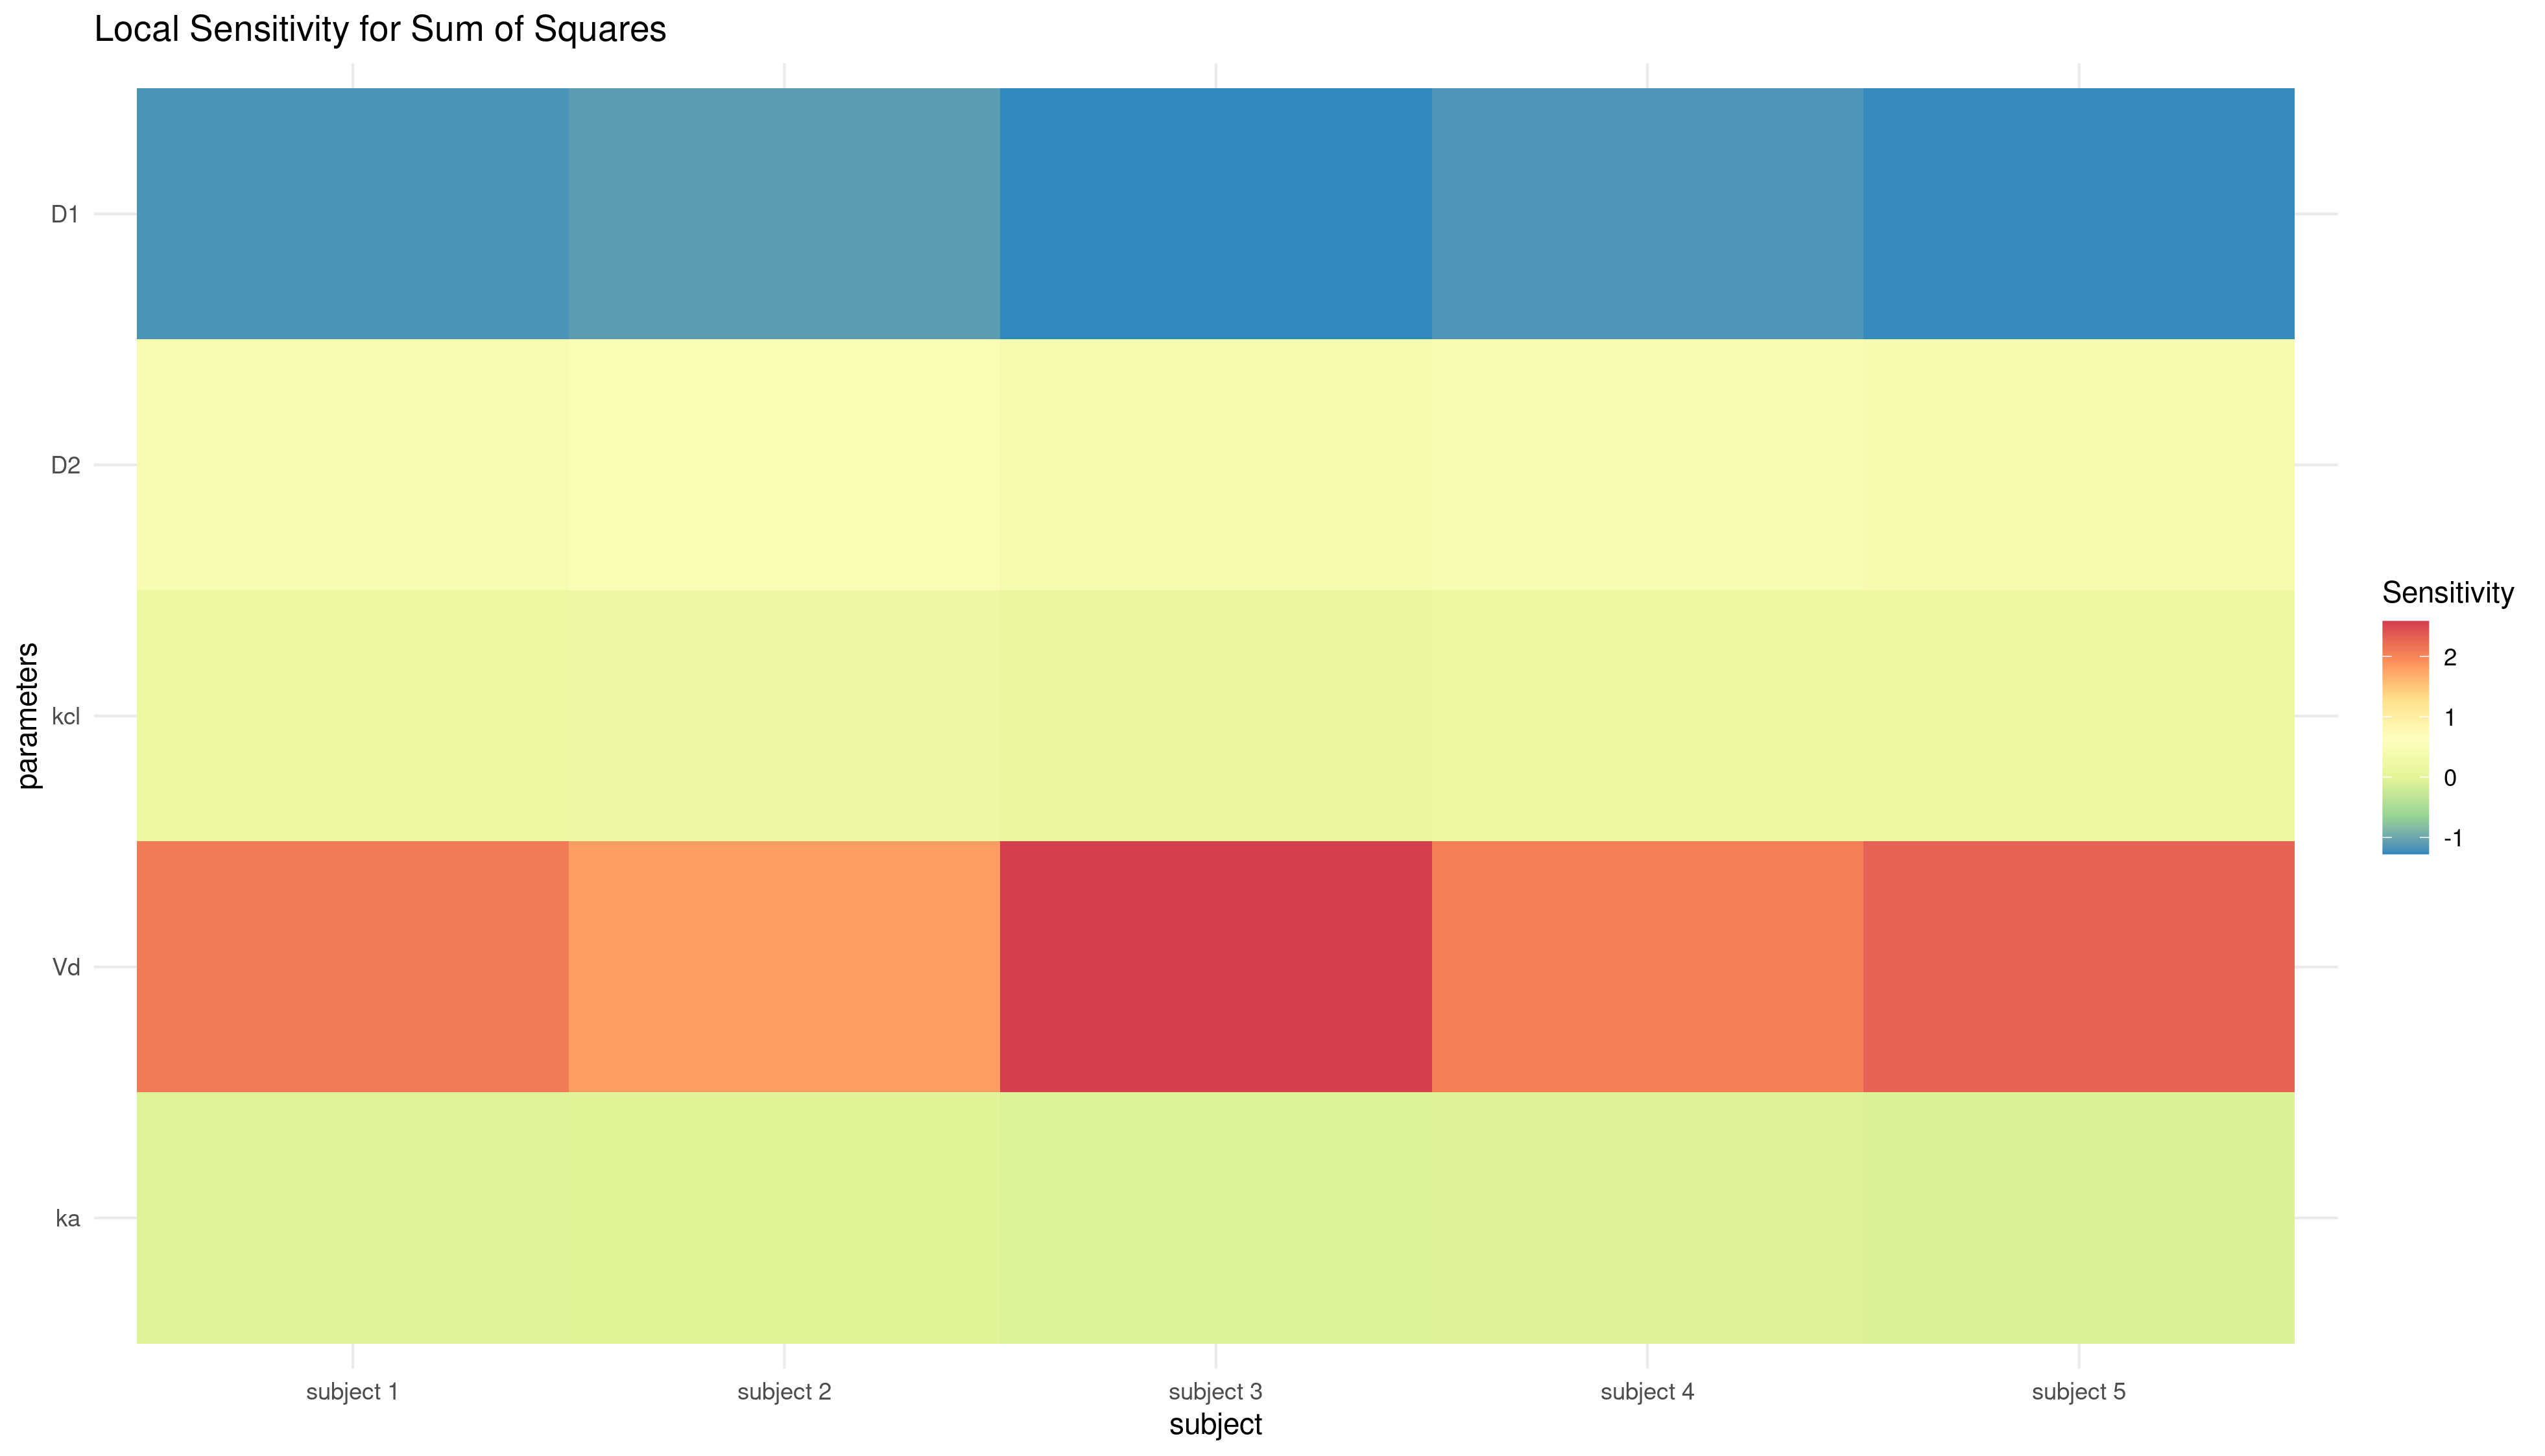 Local Sensitivity for Sum of Squares
parameters
D1
D2
kcl
Vd
ka
subject 1
subject 2
subject 3
subject 4
subject 5
subject
Sensitivity
2
1
0
-1